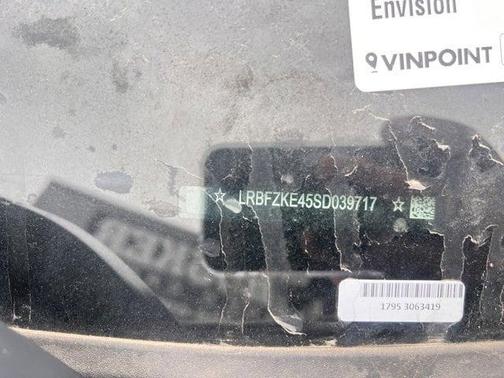 Envision
VINPOINT
☆ LRBFZKE45SD039717 ☆
1795 3063419